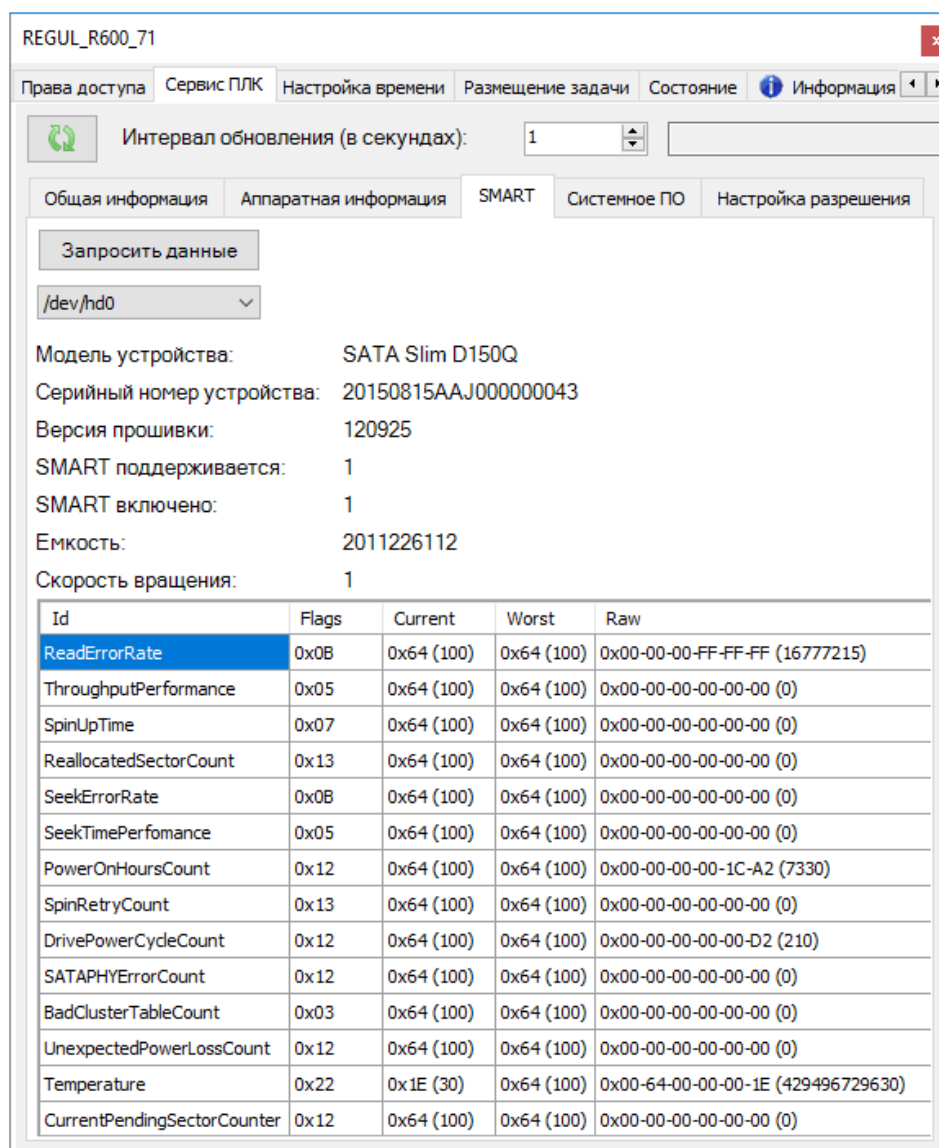 REGUL_R600_71 x
Права доступа Сервис ПЛК Настройка времени Размещение задачи Состояние Информация
Интервал обновления (в секундах): 1
Общая информация Аппаратная информация SMART Системное ПО Настройка разрешения
Запросить данные
/dev/hd0
Модель устройства: SATA Slim D150Q
Серийный номер устройства: 20150815AAJ000000043
Версия прошивки: 120925
SMART поддерживается: 1
SMART включено: 1
Емкость: 2011226112
Скорость вращения: 1
Id Flags Current Worst Raw
ReadErrorRate 0x0B 0x64 (100) 0x64 (100) 0x00-00-00-FF-FF-FF (16777215)
ThroughputPerformance 0x05 0x64 (100) 0x64 (100) 0x00-00-00-00-00-00 (0)
SpinUpTime 0x07 0x64 (100) 0x64 (100) 0x00-00-00-00-00-00 (0)
ReallocatedSectorCount 0x13 0x64 (100) 0x64 (100) 0x00-00-00-00-00-00 (0)
SeekErrorRate 0x0B 0x64 (100) 0x64 (100) 0x00-00-00-00-00-00 (0)
SeekTimePerfomance 0x05 0x64 (100) 0x64 (100) 0x00-00-00-00-00-00 (0)
PowerOnHoursCount 0x12 0x64 (100) 0x64 (100) 0x00-00-00-00-1C-A2 (7330)
SpinRetryCount 0x13 0x64 (100) 0x64 (100) 0x00-00-00-00-00-00 (0)
DrivePowerCycleCount 0x12 0x64 (100) 0x64 (100) 0x00-00-00-00-00-D2 (210)
SATAPHYErrorCount 0x12 0x64 (100) 0x64 (100) 0x00-00-00-00-00-00 (0)
BadClusterTableCount 0x03 0x64 (100) 0x64 (100) 0x00-00-00-00-00-00 (0)
UnexpectedPowerLossCount 0x12 0x64 (100) 0x64 (100) 0x00-00-00-00-00-00 (0)
Temperature 0x22 0x1E (30) 0x64 (100) 0x00-64-00-00-00-1E (429496729630)
CurrentPendingSectorCounter 0x12 0x64 (100) 0x64 (100) 0x00-00-00-00-00-00 (0)